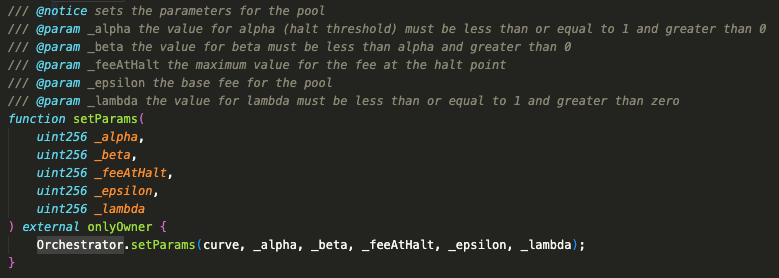 /// @notice sets the parameters for the pool
/// @param _alpha the value for alpha (halt threshold) must be less than or equal to 1 and greater than 0
/// @param _beta the value for beta must be less than alpha and greater than 0
/// @param _feeAtHalt the maximum value for the fee at the halt point
/// @param _epsilon the base fee for the pool
/// @param _lambda the value for lambda must be less than or equal to 1 and greater than zero
function setParams(
    uint256 _alpha,
    uint256 _beta,
    uint256 _feeAtHalt,
    uint256 _epsilon,
    uint256 _lambda
) external onlyOwner {
    Orchestrator.setParams(curve, _alpha, _beta, _feeAtHalt, _epsilon, _lambda);
}